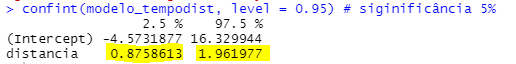 > confint(modelo_tempodist, level = 0.95) # siginificância 5%
2.5 % 97.5 %
(Intercept) -4.5731877 16.329944
distancia 0.8758613 1.961977